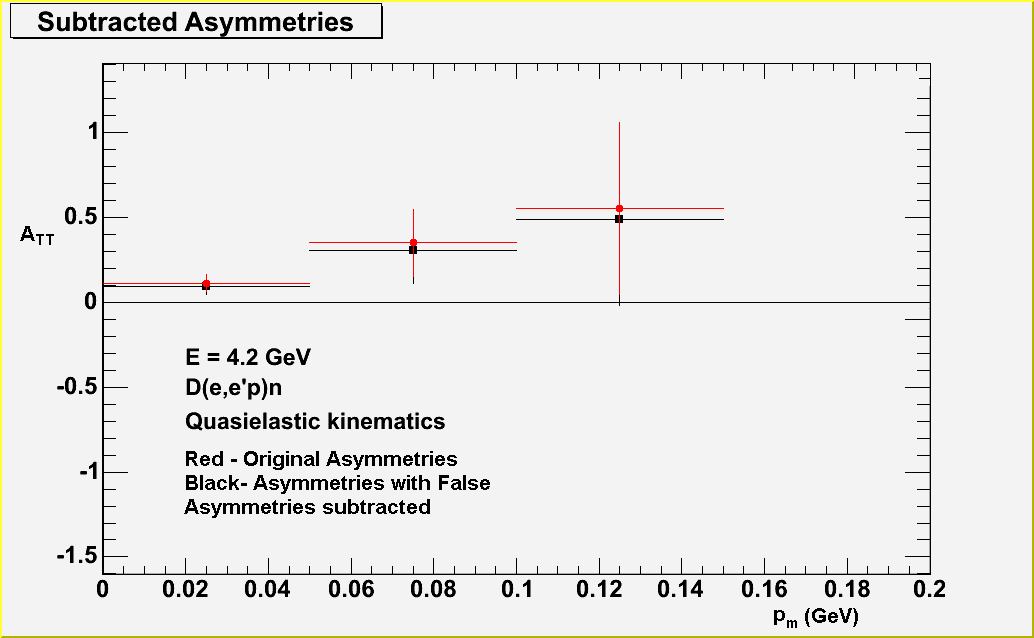 Subtracted Asymmetries
1
0.5
A_TT
0
-0.5
-1
-1.5
E = 4.2 GeV
D(e,e'p)n
Quasielastic kinematics
Red - Original Asymmetries
Black- Asymmetries with False
Asymmetries subtracted
0 0.02 0.04 0.06 0.08 0.1 0.12 0.14 0.16 0.18 0.2
p_m (GeV)